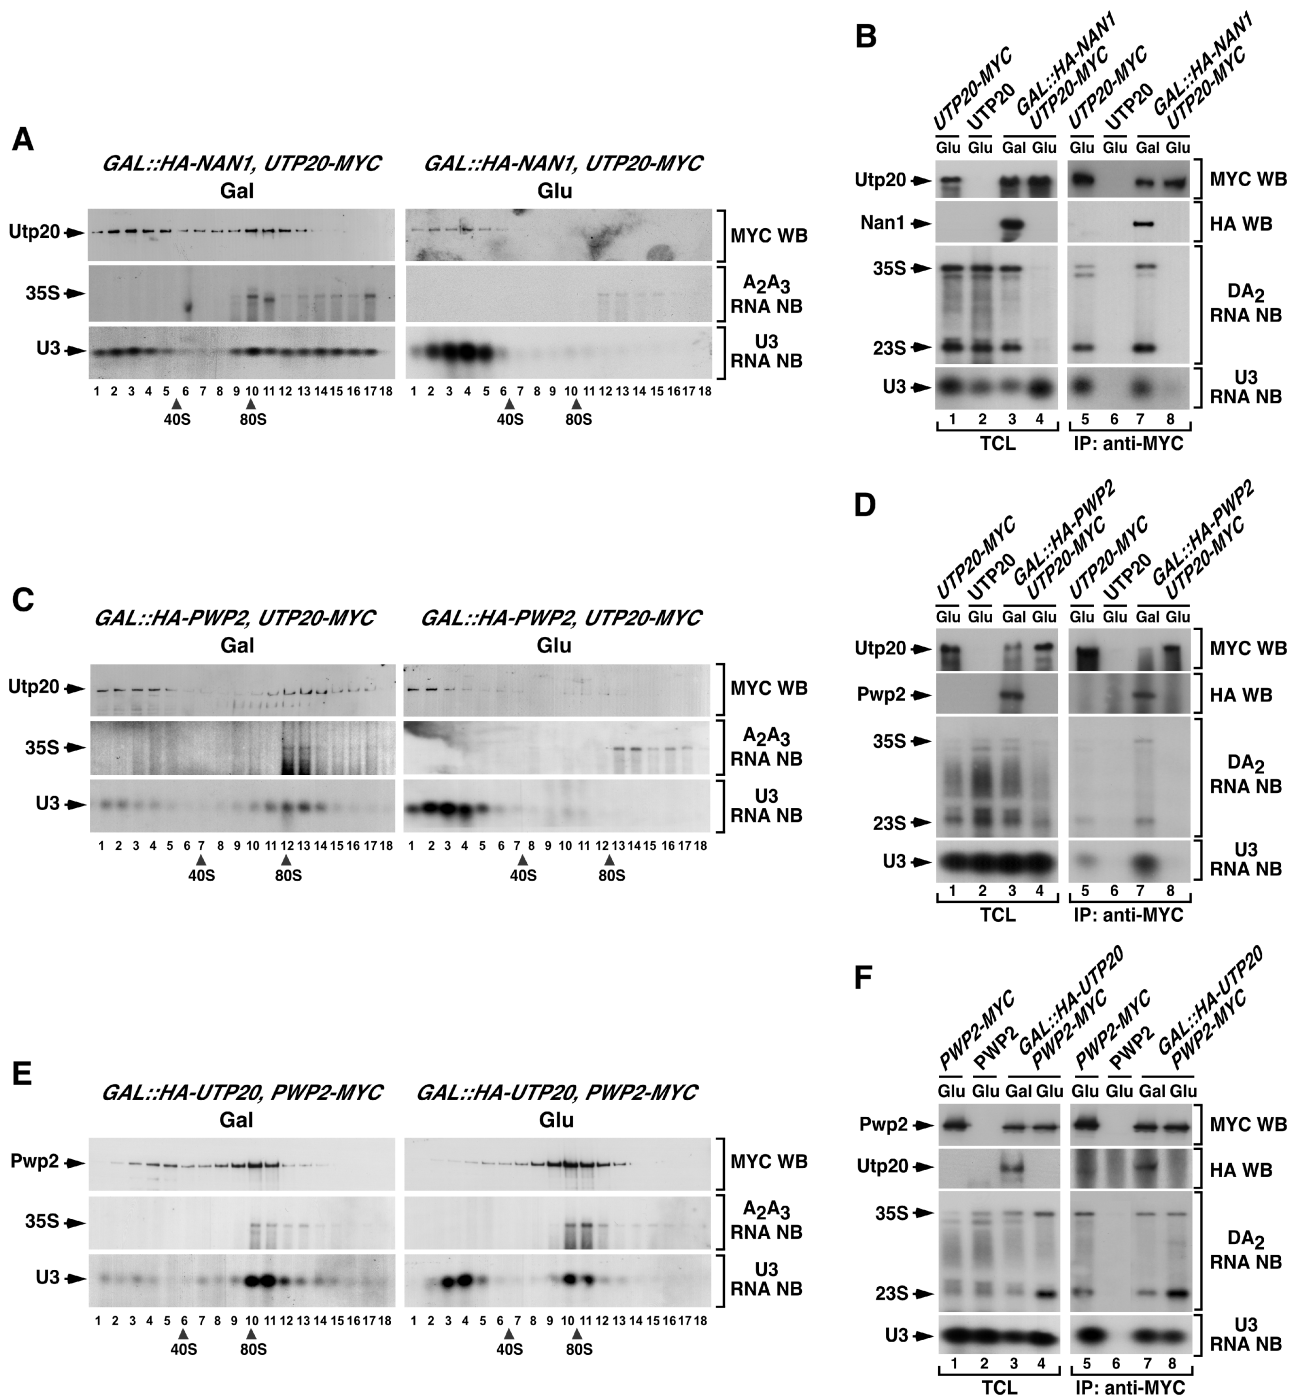 A
GAL::HA-NAN1, UTP20-MYC
GAL::HA-NAN1, UTP20-MYC
Gal
Glu
Utp20
MYC WB
35S
A2A3
RNA NB
U3
U3
RNA NB
1 2 3 4 5 6 7 8 9 10 11 12 13 14 15 16 17 18
1 2 3 4 5 6 7 8 9 10 11 12 13 14 15 16 17 18
40S
80S
40S
80S
B
UTP20-MYC
UTP20
GAL::HA-NAN1
UTP20-MYC
UTP20-MYC
UTP20
GAL::HA-NAN1
UTP20-MYC
Glu Glu Gal Glu Glu Glu Gal Glu
Utp20
MYC WB
Nan1
HA WB
35S
DA2
RNA NB
23S
U3
U3
RNA NB
1 2 3 4 5 6 7 8
TCL
IP: anti-MYC
C
GAL::HA-PWP2, UTP20-MYC
GAL::HA-PWP2, UTP20-MYC
Gal
Glu
Utp20
MYC WB
35S
A2A3
RNA NB
U3
U3
RNA NB
1 2 3 4 5 6 7 8 9 10 11 12 13 14 15 16 17 18
1 2 3 4 5 6 7 8 9 10 11 12 13 14 15 16 17 18
40S
80S
40S
80S
D
UTP20-MYC
UTP20
GAL::HA-PWP2
UTP20-MYC
UTP20-MYC
UTP20
GAL::HA-PWP2
UTP20-MYC
Glu Glu Gal Glu Glu Glu Gal Glu
Utp20
MYC WB
Pwp2
HA WB
35S
DA2
RNA NB
23S
U3
U3
RNA NB
1 2 3 4 5 6 7 8
TCL
IP: anti-MYC
E
GAL::HA-UTP20, PWP2-MYC
GAL::HA-UTP20, PWP2-MYC
Gal
Glu
Pwp2
MYC WB
35S
A2A3
RNA NB
U3
U3
RNA NB
1 2 3 4 5 6 7 8 9 10 11 12 13 14 15 16 17 18
1 2 3 4 5 6 7 8 9 10 11 12 13 14 15 16 17 18
40S
80S
40S
80S
F
PWP2-MYC
PWP2
GAL::HA-UTP20
PWP2-MYC
PWP2-MYC
PWP2
GAL::HA-UTP20
PWP2-MYC
Glu Glu Gal Glu Glu Glu Gal Glu
Pwp2
MYC WB
Utp20
HA WB
35S
DA2
RNA NB
23S
U3
U3
RNA NB
1 2 3 4 5 6 7 8
TCL
IP: anti-MYC